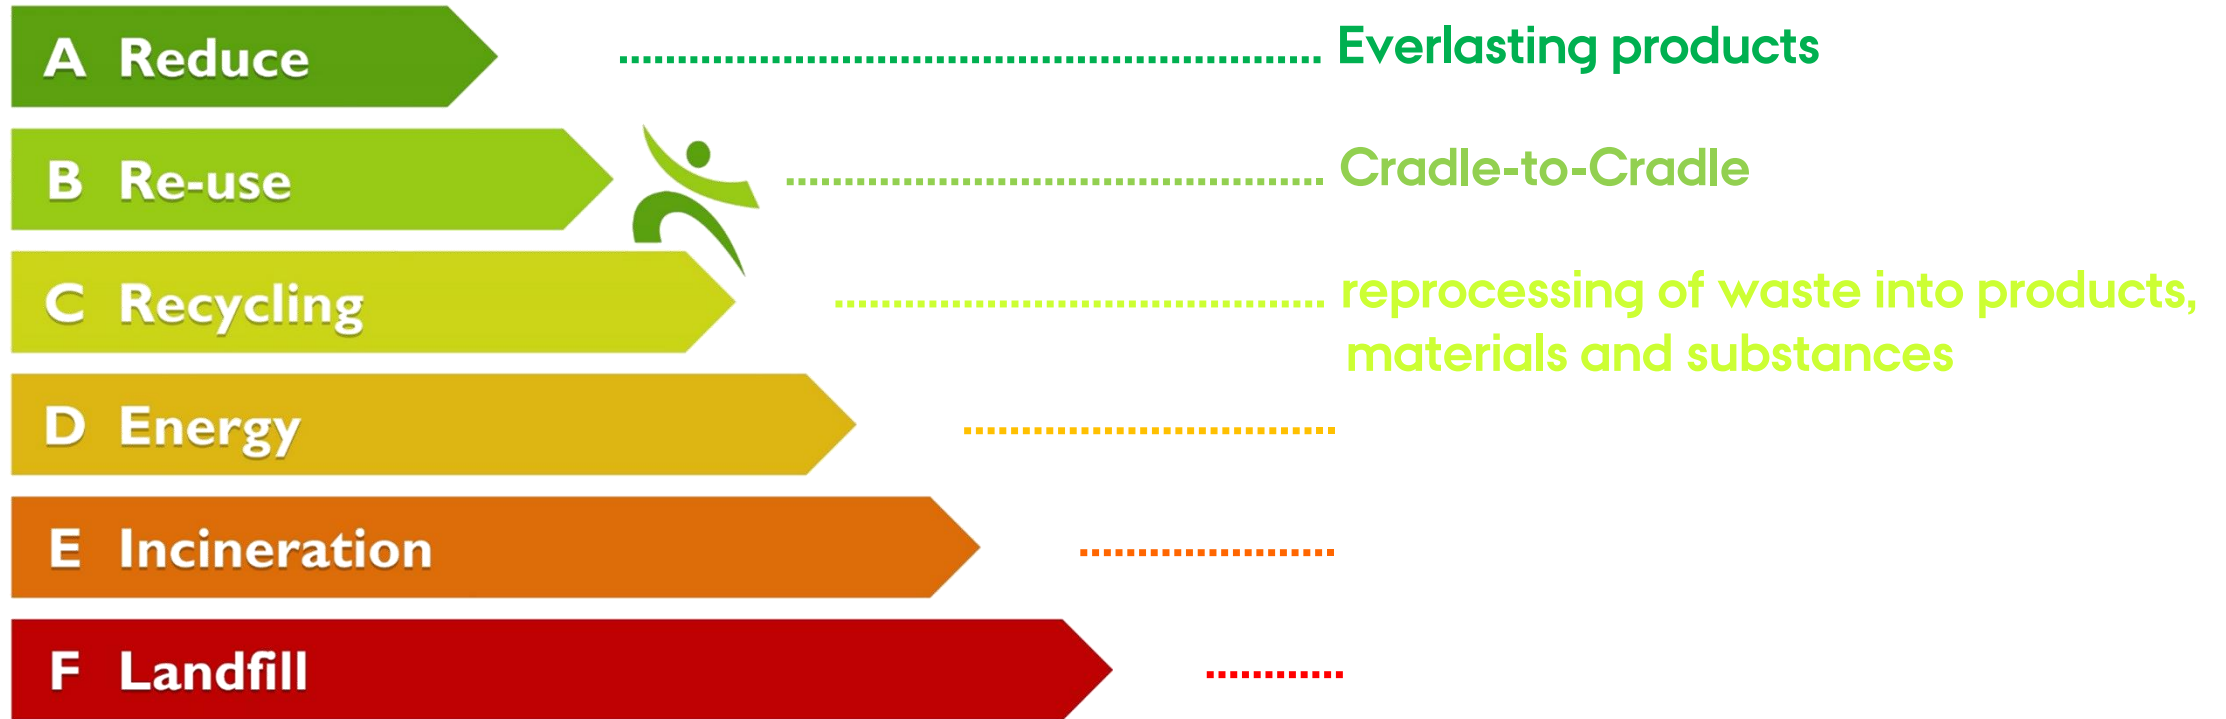 A Reduce
Everlasting products
B Re-use
Cradle-to-Cradle
C Recycling
reprocessing of waste into products,
materials and substances
D Energy
E Incineration
F Landfill